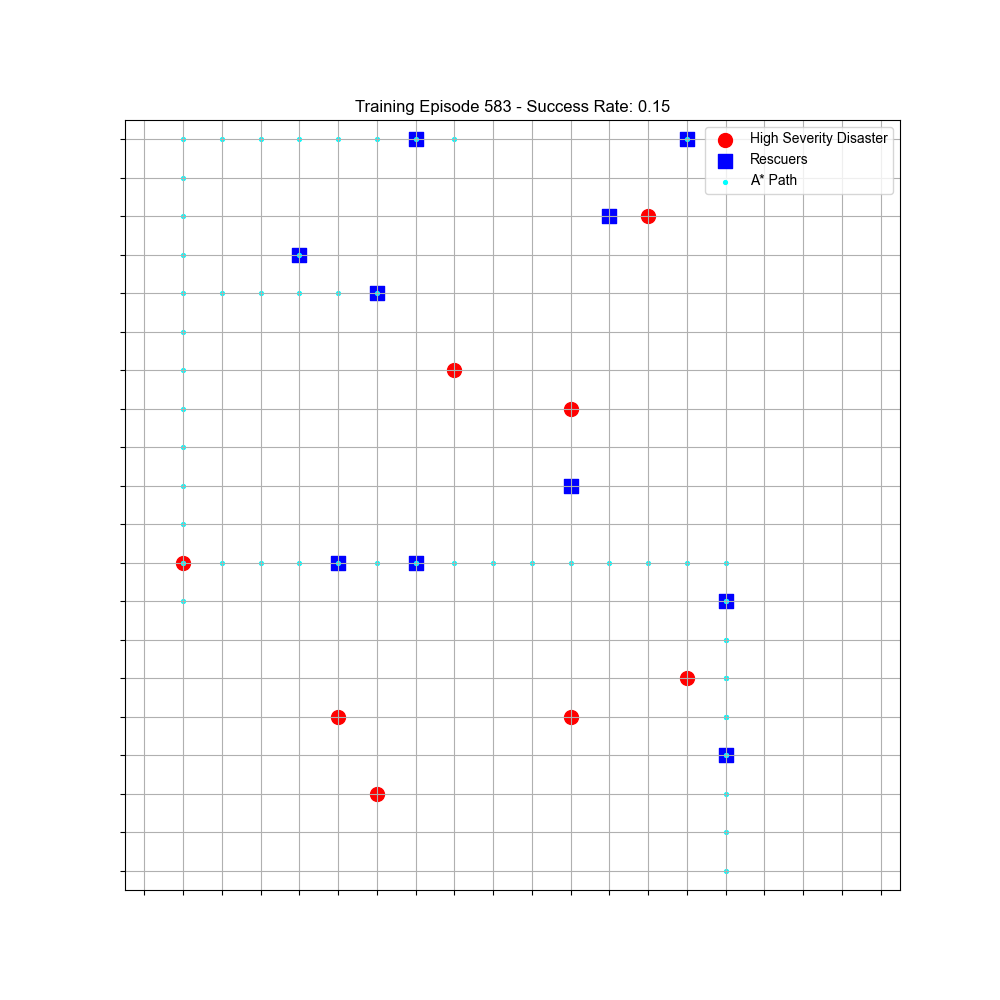 Training Episode 583 - Success Rate: 0.15
High Severity Disaster
Rescuers
A* Path